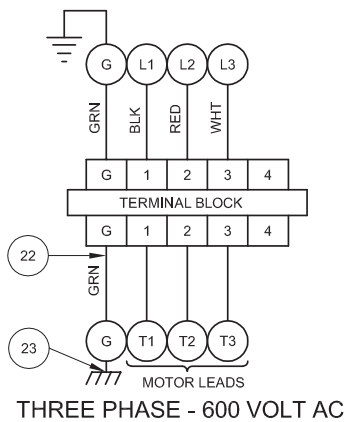 G L1 L2 L3
GRN BLK RED WHT
G 1 2 3 4
TERMINAL BLOCK
G 1 2 3 4
22
GRN
23
G T1 T2 T3
MOTOR LEADS
THREE PHASE - 600 VOLT AC